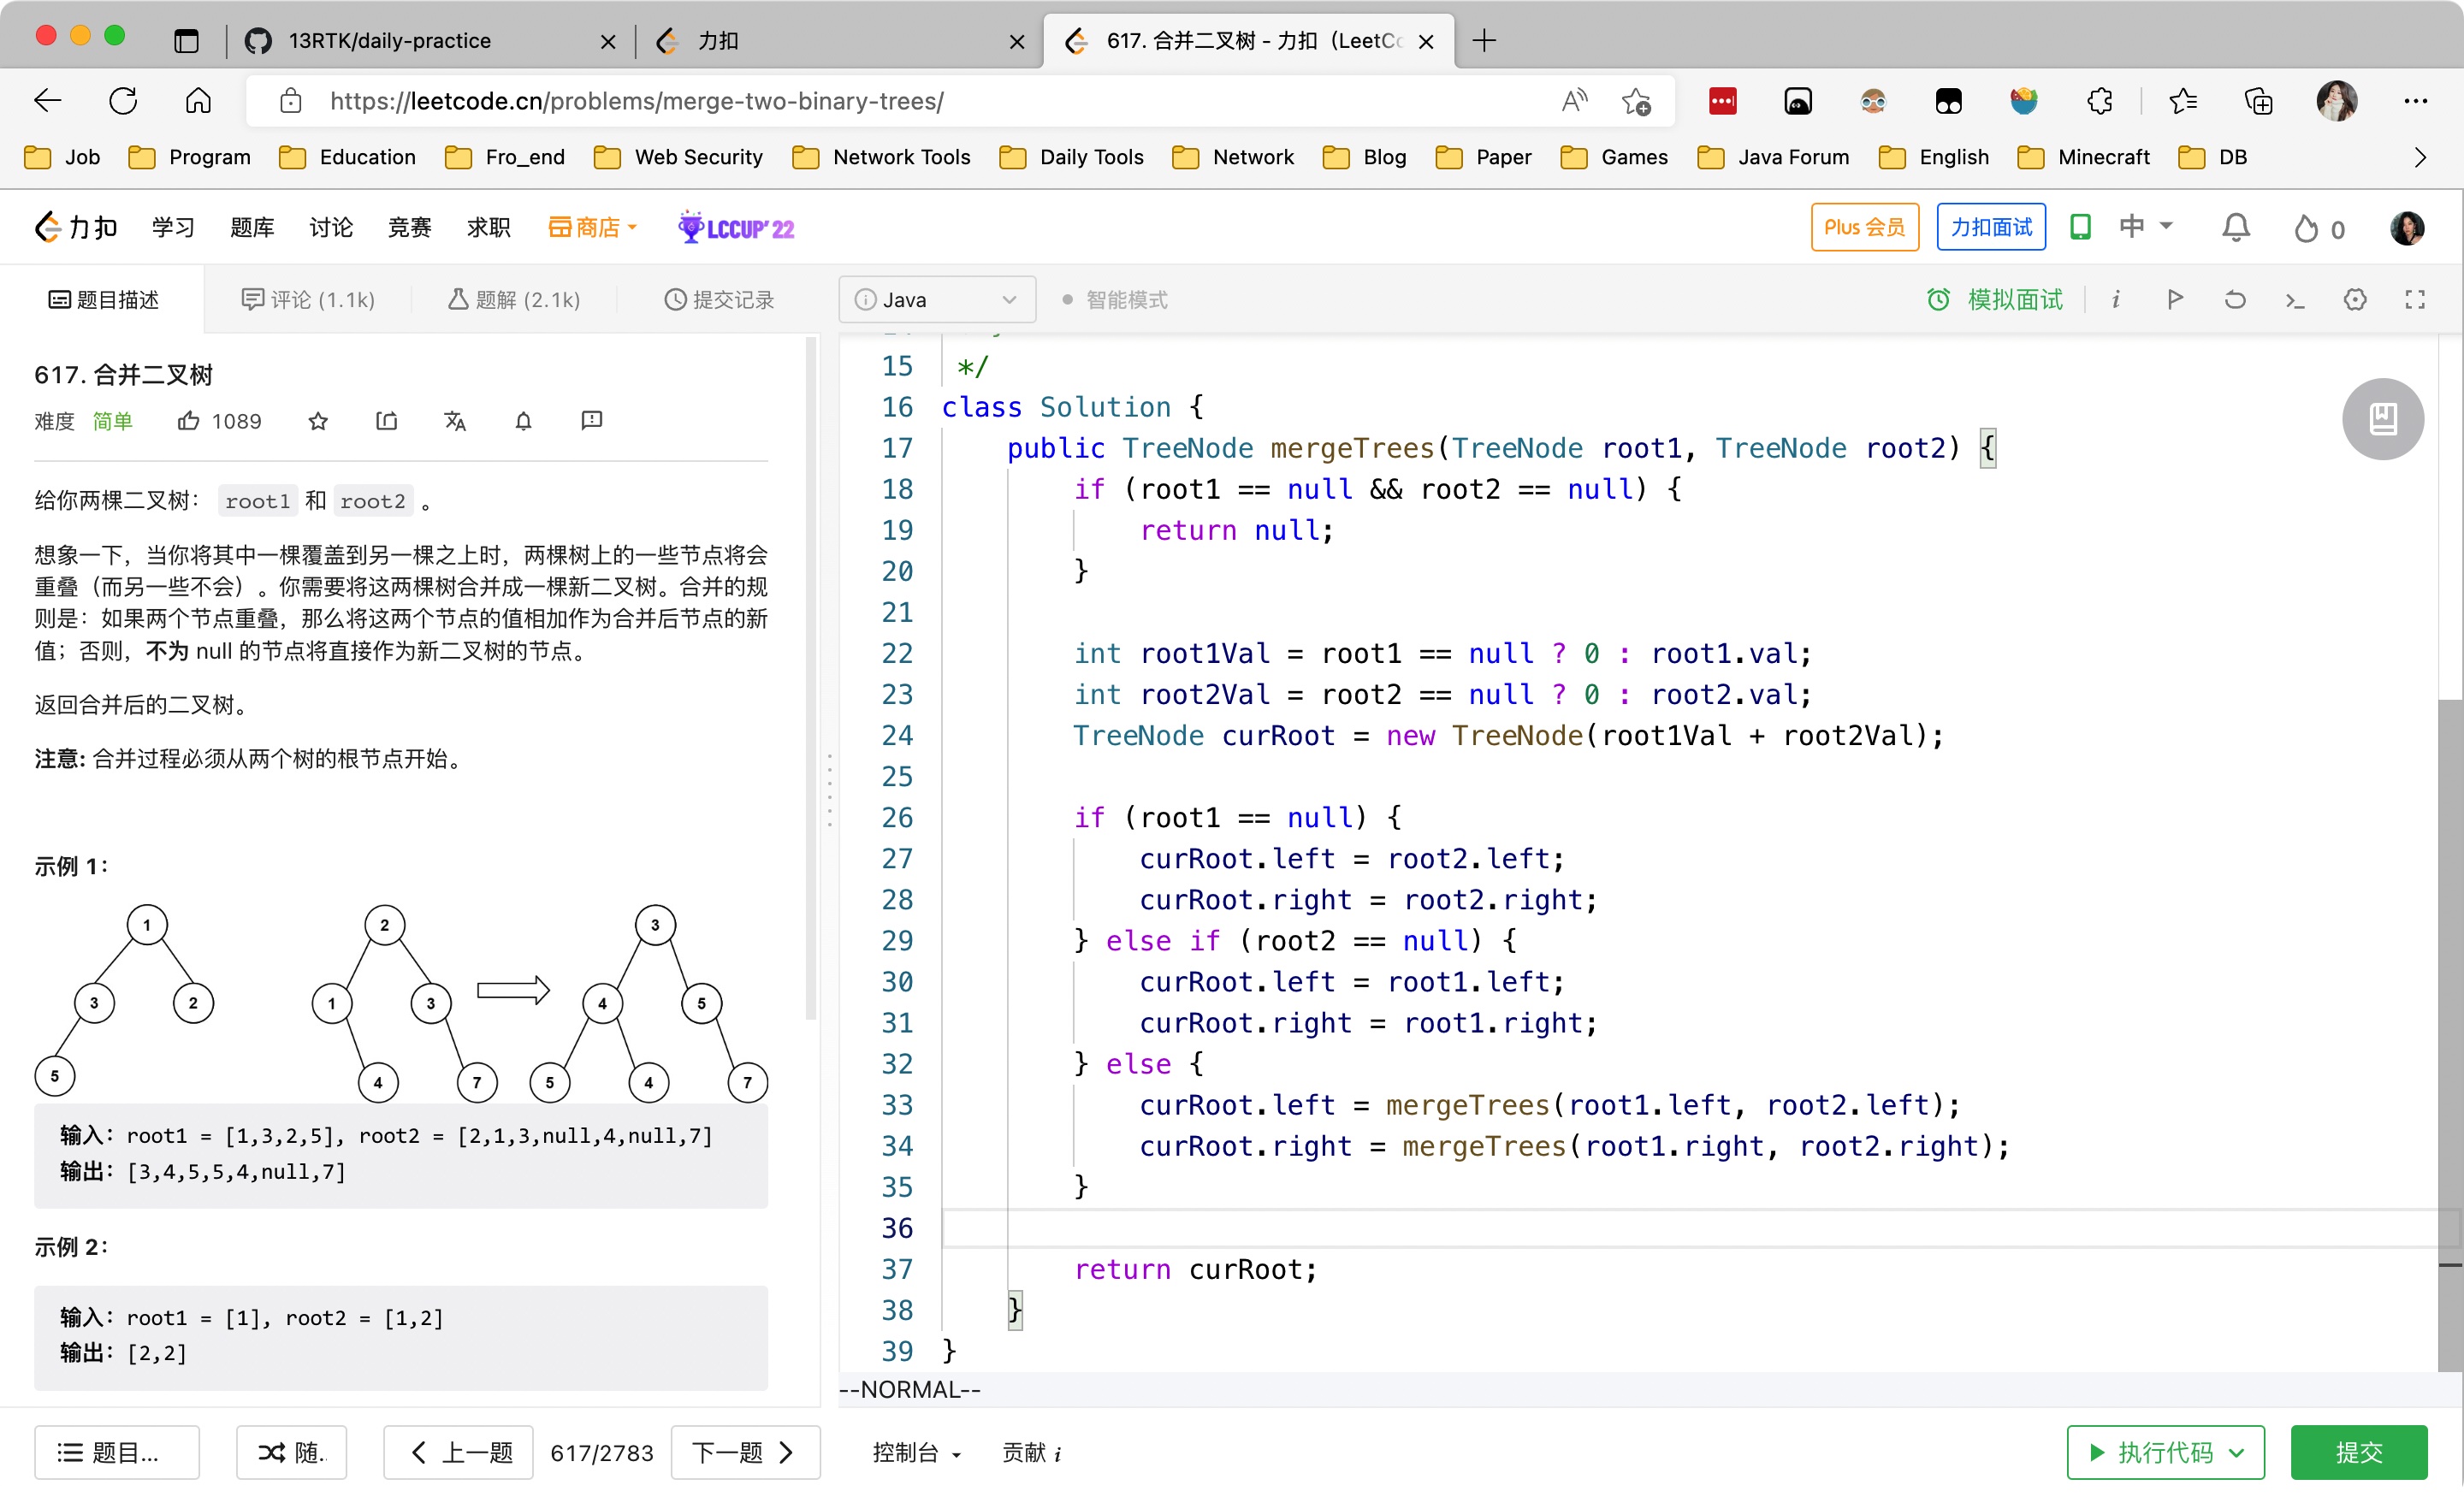 13RTK/daily-practice
力扣
617. 合并二叉树 - 力扣（LeetCo
https://leetcode.cn/problems/merge-two-binary-trees/
Job Program Education Fro_end Web Security Network Tools Daily Tools Network Blog Paper Games Java Forum English Minecraft DB
力扣 学习 题库 讨论 竞赛 求职 商店 LCCUP'22 Plus 会员 力扣面试 中 0
题目描述 评论 (1.1k) 题解 (2.1k) 提交记录
Java 智能模式 模拟面试 i
617. 合并二叉树
难度 简单 1089
给你两棵二叉树： root1 和 root2 。
想象一下，当你将其中一棵覆盖到另一棵之上时，两棵树上的一些节点将会
重叠（而另一些不会）。你需要将这两棵树合并成一棵新二叉树。合并的规
则是：如果两个节点重叠，那么将这两个节点的值相加作为合并后节点的新
值；否则，不为 null 的节点将直接作为新二叉树的节点。
返回合并后的二叉树。
注意: 合并过程必须从两个树的根节点开始。
示例 1：
1 2 3
3 2 1 3 4 5
5 4 7 5 4 7
输入：root1 = [1,3,2,5], root2 = [2,1,3,null,4,null,7]
输出：[3,4,5,5,4,null,7]
示例 2：
输入：root1 = [1], root2 = [1,2]
输出：[2,2]
15 */
16 class Solution {
17 public TreeNode mergeTrees(TreeNode root1, TreeNode root2) {
18 if (root1 == null && root2 == null) {
19 return null;
20 }
21
22 int root1Val = root1 == null ? 0 : root1.val;
23 int root2Val = root2 == null ? 0 : root2.val;
24 TreeNode curRoot = new TreeNode(root1Val + root2Val);
25
26 if (root1 == null) {
27 curRoot.left = root2.left;
28 curRoot.right = root2.right;
29 } else if (root2 == null) {
30 curRoot.left = root1.left;
31 curRoot.right = root1.right;
32 } else {
33 curRoot.left = mergeTrees(root1.left, root2.left);
34 curRoot.right = mergeTrees(root1.right, root2.right);
35 }
36
37 return curRoot;
38 }
39 }
--NORMAL--
题目... 随. 上一题 617/2783 下一题
控制台 贡献 i 执行代码 提交